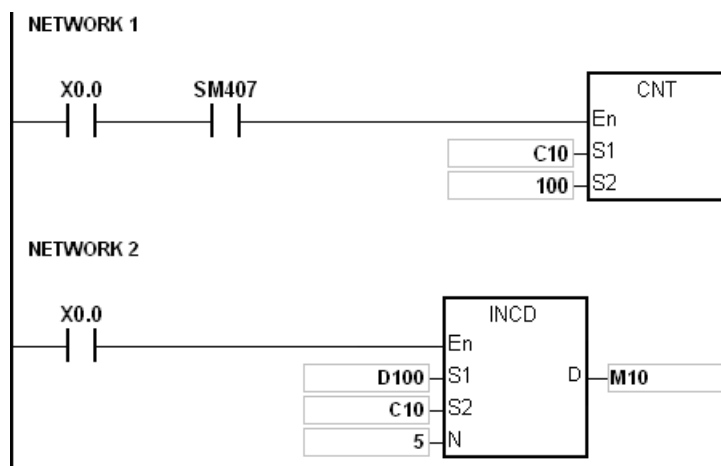 NETWORK 1
X0.0 SM407 CNT
En
C10 S1
100 S2
NETWORK 2
X0.0 INCD
En
D100 S1 D M10
C10 S2
5 N